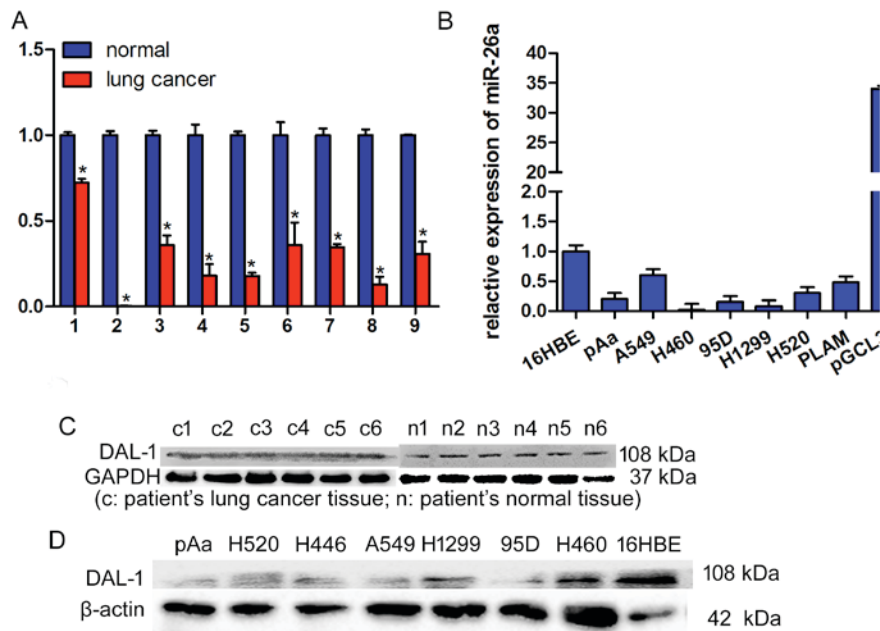 A
normal
lung cancer
1.5
1.0
0.5
0.0
* * * * * * * * *
1 2 3 4 5 6 7 8 9
B
relactive expression of miR-26a
40
35
30
25
20
2.0
1.5
1.0
0.5
0.0
16HBE pAa A549 H460 95D H1299 H520 PLAM
C
c1 c2 c3 c4 c5 c6 n1 n2 n3 n4 n5 n6
DAL-1 108 kDa
GAPDH 37 kDa
(c: patient's lung cancer tissue; n: patient's normal tissue)
D
pAa H520 H446 A549 H1299 95D H460 16HBE
DAL-1 108 kDa
β-actin 42 kDa